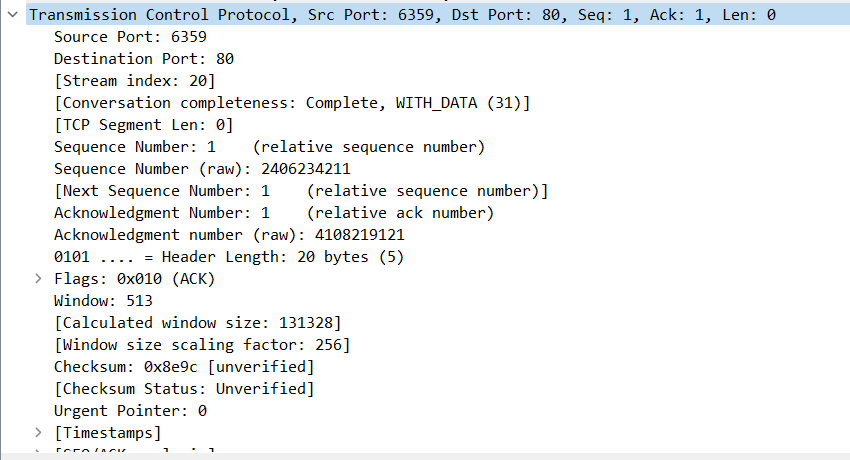 Transmission Control Protocol, Src Port: 6359, Dst Port: 80, Seq: 1, Ack: 1, Len: 0
Source Port: 6359
Destination Port: 80
[Stream index: 20]
[Conversation completeness: Complete, WITH_DATA (31)]
[TCP Segment Len: 0]
Sequence Number: 1    (relative sequence number)
Sequence Number (raw): 2406234211
[Next Sequence Number: 1    (relative sequence number)]
Acknowledgment Number: 1    (relative ack number)
Acknowledgment number (raw): 4108219121
0101 .... = Header Length: 20 bytes (5)
Flags: 0x010 (ACK)
Window: 513
[Calculated window size: 131328]
[Window size scaling factor: 256]
Checksum: 0x8e9c [unverified]
[Checksum Status: Unverified]
Urgent Pointer: 0
[Timestamps]